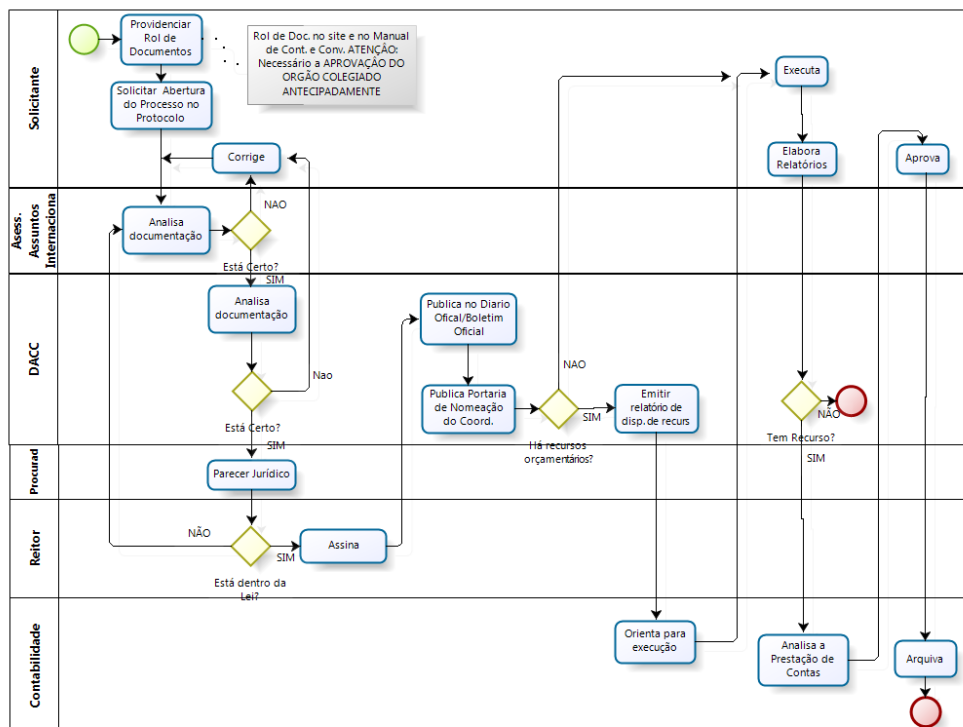 Solicitante
Providenciar
Rol de
Documentos
Rol de Doc. no site e no Manual
de Cont. e Conv. ATENÇÃO:
Necessário a APROVAÇÃO DO
ORGÃO COLEGIADO
ANTECIPADAMENTE
Solicitar Abertura
do Processo no
Protocolo
Corrige
Executa
Elabora
Relatórios
Aprova
Asess.
Assuntos
Internaciona
Analisa
documentação
NAO
Está Certo?
SIM
DACC
Analisa
documentação
Nao
Está Certo?
SIM
Publica no Diario
Ofical/Boletim
Oficial
Publica Portaria
de Nomeação
do Coord.
NAO
SIM
Há recursos
orçamentários?
Emitir
relatório de
disp. de recurs
NÃO
Tem Recurso?
SIM
Procurad
Parecer Jurídico
Reitor
NÃO
SIM
Está dentro da
Lei?
Assina
Contabilidade
Orienta para
execução
Analisa a
Prestação de
Contas
Arquiva